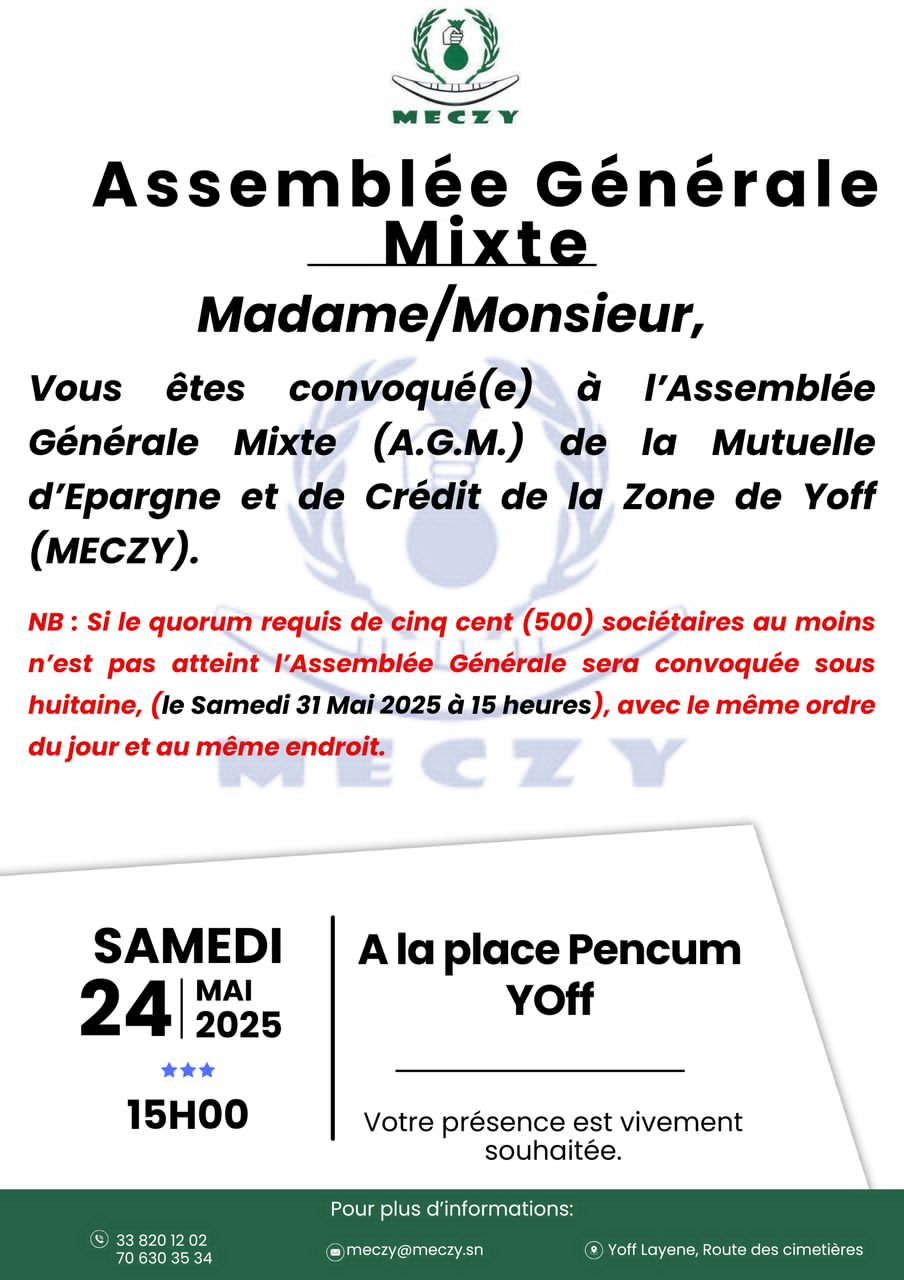 MECZY
Assemblée Générale
Mixte
Madame/Monsieur,
Vous êtes convoqué(e) à l’Assemblée
Générale Mixte (A.G.M.) de la Mutuelle
d’Epargne et de Crédit de la Zone de Yoff
(MECZY).
NB : Si le quorum requis de cinq cent (500) sociétaires au moins
n’est pas atteint l’Assemblée Générale sera convoquée sous
huitaine, (le Samedi 31 Mai 2025 à 15 heures), avec le même ordre
du jour et au même endroit.
MECZY
SAMEDI
24
MAI
2025
15H00
A la place Pencum
YOff
Votre présence est vivement
souhaitée.
Pour plus d’informations:
33 820 12 02
70 630 35 34
meczy@meczy.sn
Yoff Layene, Route des cimetières